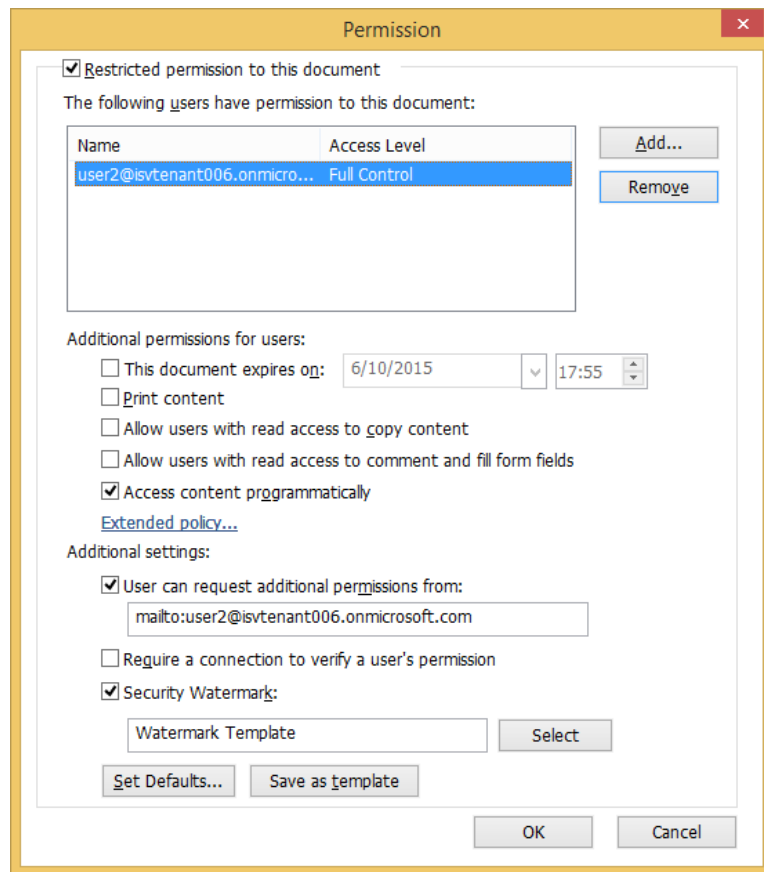 Permission
Restricted permission to this document
The following users have permission to this document:
Name Access Level Add...
user2@isvtenant006.onmicro... Full Control
Remove
Additional permissions for users:
This document expires on: 6/10/2015 17:55
Print content
Allow users with read access to copy content
Allow users with read access to comment and fill form fields
Access content programmatically
Extended policy...
Additional settings:
User can request additional permissions from:
mailto:user2@isvtenant006.onmicrosoft.com
Require a connection to verify a user's permission
Security Watermark:
Watermark Template Select
Set Defaults... Save as template
OK Cancel